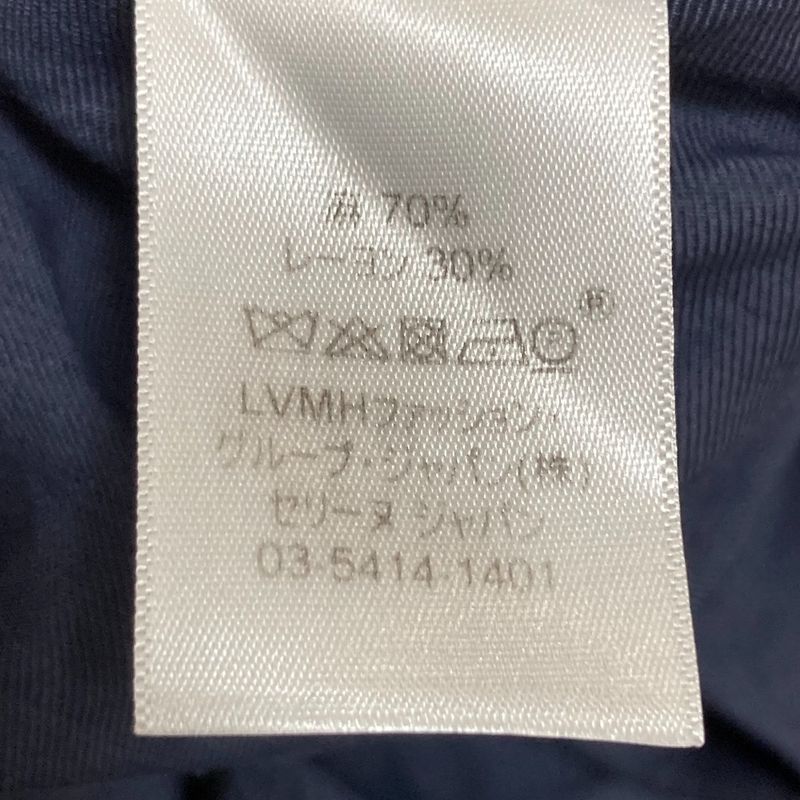 麻 70%
レーヨン 30%
LVMHファッション・
グループ・ジャパン(株)
セリーヌ ジャパン
03-5414-1401